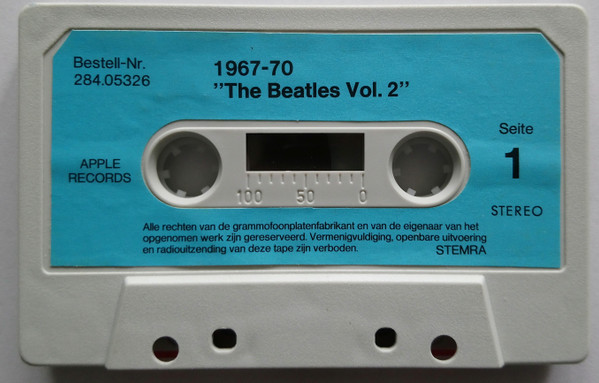 Bestell-Nr.
284.05326
1967-70
"The Beatles Vol. 2"
APPLE
RECORDS
Seite
1
STEREO
100 50 0
Alle rechten van de grammofoonplatenfabrikant en van de eigenaar van het
opgenomen werk zijn gereserveerd. Vermenigvuldiging, openbare uitvoering
en radiouitzending van deze tape zijn verboden.
STEMRA